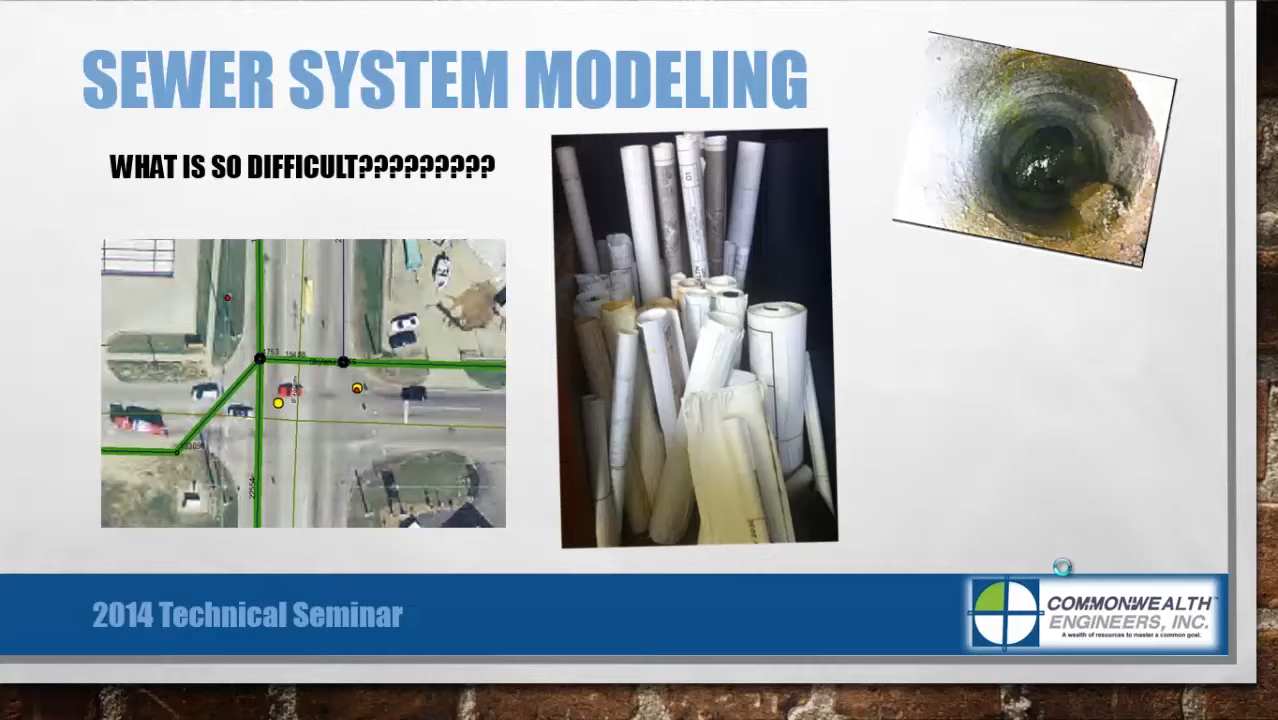 SEWER SYSTEM MODELING
WHAT IS SO DIFFICULT?????????
01
2014 Technical Seminar
COMMONWEALTH
ENGINEERS, INC.
A wealth of resources to master a common goal.